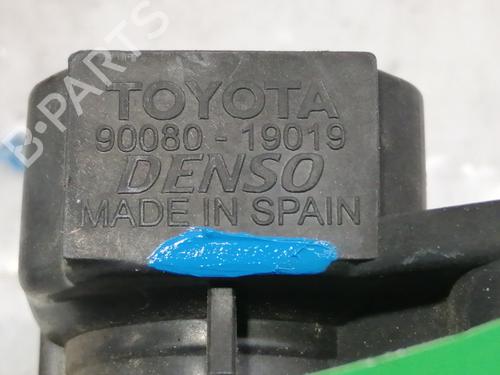 TOYOTA
90080 - 19019
DENSO
MADE IN SPAIN
B-PARTS